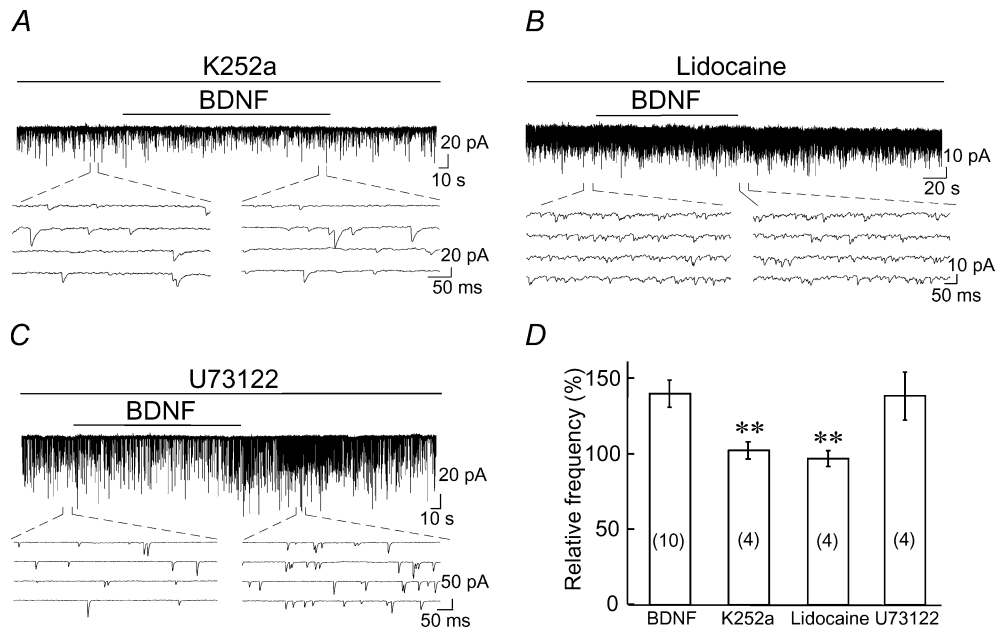 A
K252a
BDNF
20 pA
10 s
20 pA
50 ms
B
Lidocaine
BDNF
10 pA
20 s
10 pA
50 ms
C
U73122
BDNF
20 pA
10 s
50 pA
50 ms
D
Relative frequency (%)
150
100
50
0
**
**
(10)
(4)
(4)
(4)
BDNF
K252a
Lidocaine
U73122